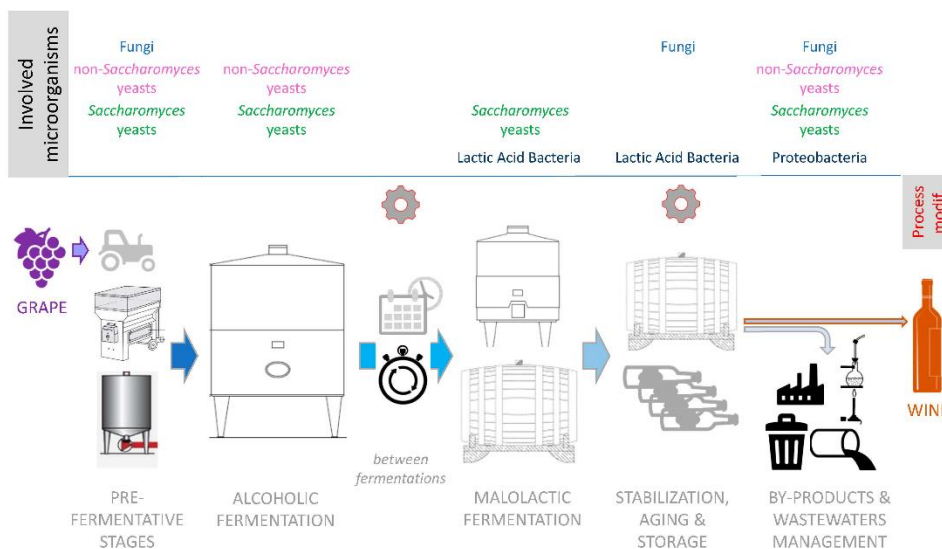 Involved
microorganisms
Fungi
non-Saccharomyces
yeasts
Saccharomyces
yeasts
non-Saccharomyces
yeasts
Saccharomyces
yeasts
Saccharomyces
yeasts
Lactic Acid Bacteria
Fungi
Lactic Acid Bacteria
Fungi
non-Saccharomyces
yeasts
Saccharomyces
yeasts
Proteobacteria
Process
modif
GRAPE
WINE
between
fermentations
PRE-
FERMENTATIVE
STAGES
ALCOHOLIC
FERMENTATION
MALOLACTIC
FERMENTATION
STABILIZATION,
AGING &
STORAGE
BY-PRODUCTS &
WASTEWATERS
MANAGEMENT